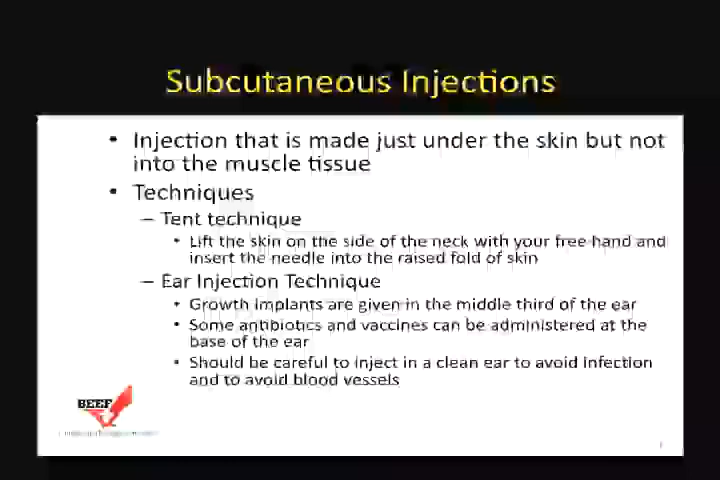 Subcutaneous Injections
• Injection that is made just under the skin but not
into the muscle tissue
• Techniques
– Tent technique
• Lift the skin on the side of the neck with your free hand and
insert the needle into the raised fold of skin
– Ear Injection Technique
• Growth implants are given in the middle third of the ear
• Some antibiotics and vaccines can be administered at the
base of the ear
• Should be careful to inject in a clean ear to avoid infection
and to avoid blood vessels
BEEF